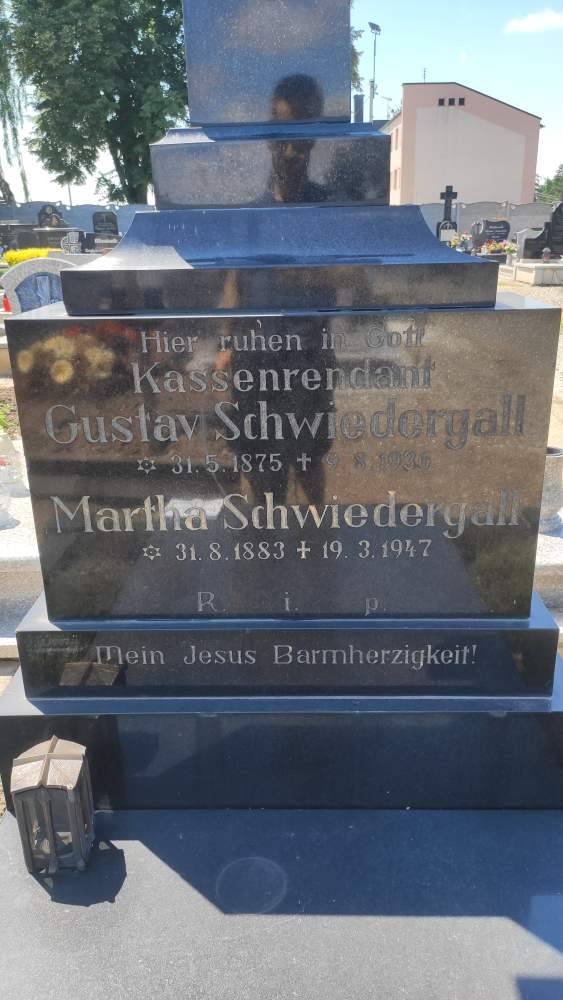 Hier ruhen in Gott
Kassenrendant
Gustav Schwiedergall
✡ 31.5.1875 ✝ 9.8.1936
Martha Schwiedergall
✡ 31.8.1883 ✝ 19.3.1947
R. i. p.
Mein Jesus Barmherzigkeit!